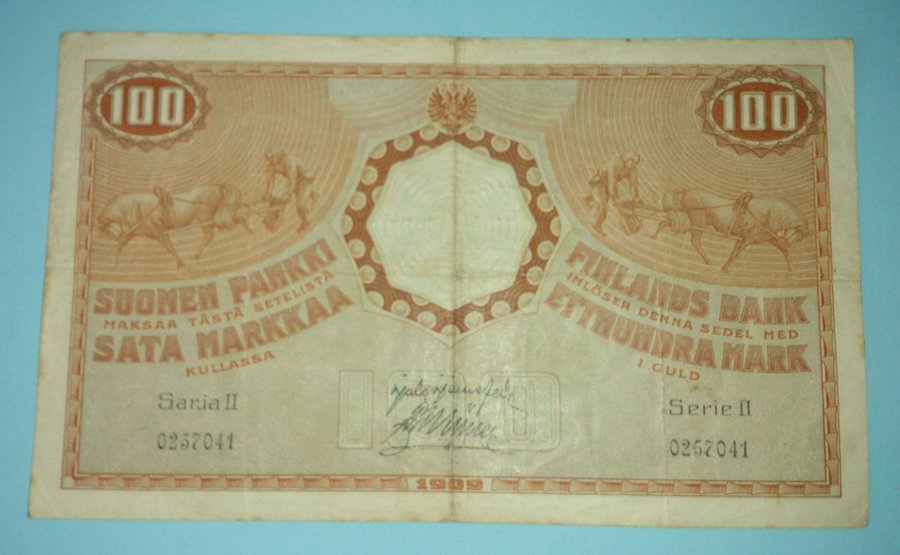 100
100
SUOMEN PANKKI
MAKSAA TÄSTÄ SETELISTÄ
SATA MARKKAA
KULLASSA
FINLANDS BANK
INLÖSER DENNA SEDEL MED
ETTHUNDRA MARK
I GULD
Sarja II
0257041
100
Serie II
0257041
1909